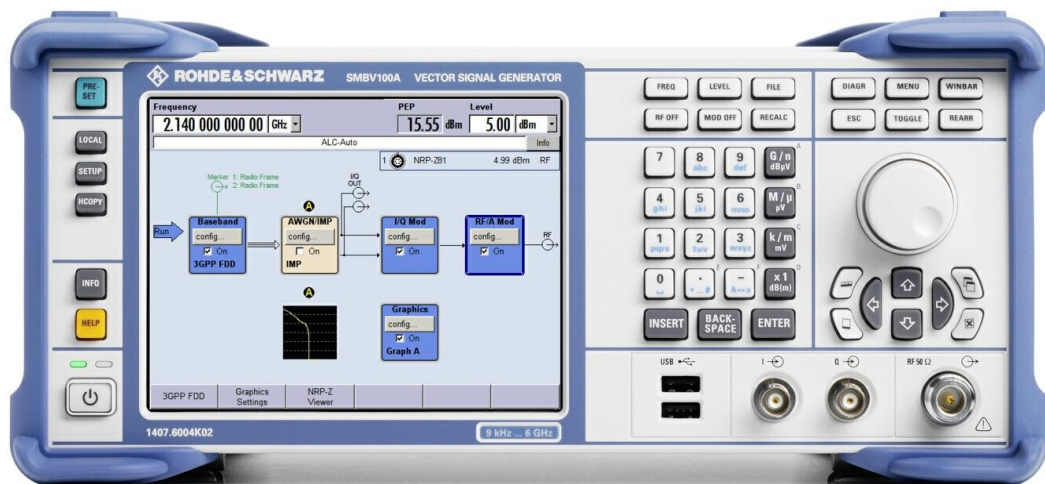 ROHDE&SCHWARZ SMBV100A VECTOR SIGNAL GENERATOR
PRE-
SET
LOCAL
SETUP
HCOPY
INFO
HELP
Frequency PEP Level
2.140 000 000 00 GHz 15.55 dBm 5.00 dBm
ALC-Auto Info
1 NRP-ZB1 4.99 dBm RF
Marker 1: Radio Frame
2: Radio Frame
I/Q
OUT
A
Run
Baseband AWGN/IMP I/Q Mod RF/A Mod
config... config... config... config...
On On On On
3GPP FDD IMP
RF
A
Graphics
config...
On
Graph A
3GPP FDD Graphics Settings NRP-Z Viewer
1407.6004K02 9 kHz ... 6 GHz
FREQ LEVEL FILE
RF OFF MOD OFF RECALC
DIAGR MENU WINBAR
ESC TOGGLE REARR
7 8 abc 9 def G / n dBµV A
4 ghi 5 jkl 6 mno M / µ µV B
1 pqrs 2 tuv 3 wxyz k / m mV C
0 . * ... # E - A↔a F x 1 dB(m) D
INSERT BACK-
SPACE ENTER
USB I Q RF 50 Ω